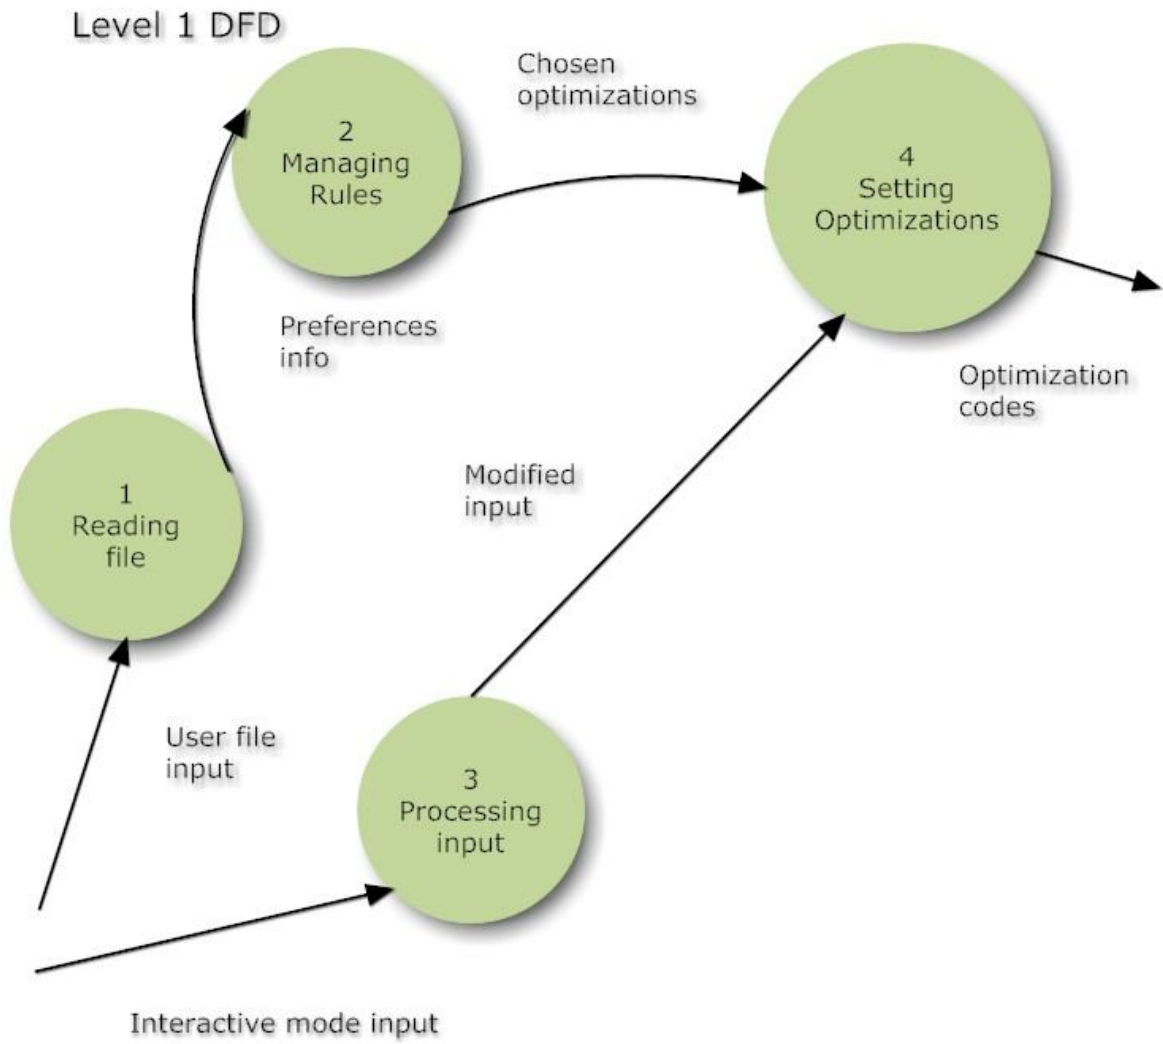 Level 1 DFD
2
Managing
Rules
Chosen
optimizations
4
Setting
Optimizations
Preferences
info
Optimization
codes
1
Reading
file
Modified
input
User file
input
3
Processing
input
Interactive mode input